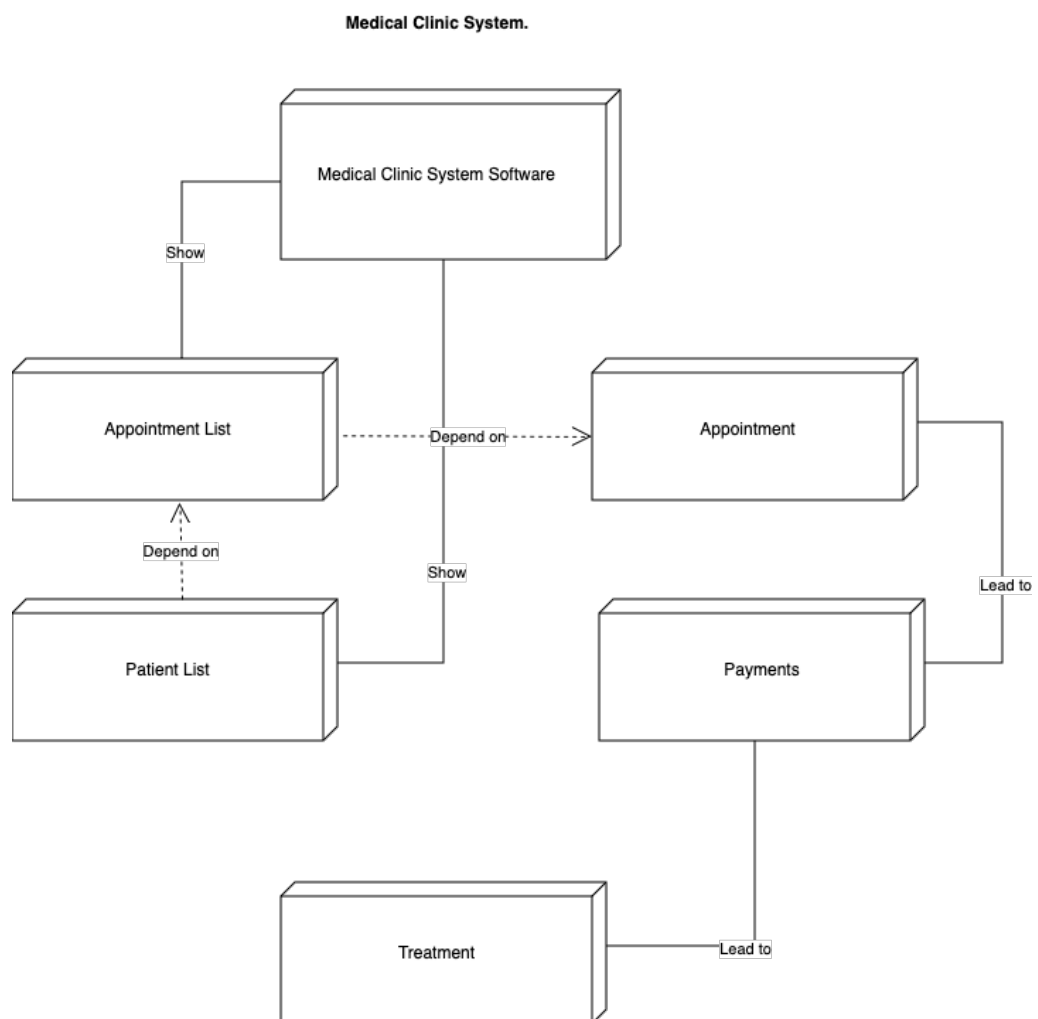 Medical Clinic System.
Medical Clinic System Software
Show
Appointment List
Depend on
Appointment
Depend on
Show
Lead to
Patient List
Payments
Treatment
Lead to